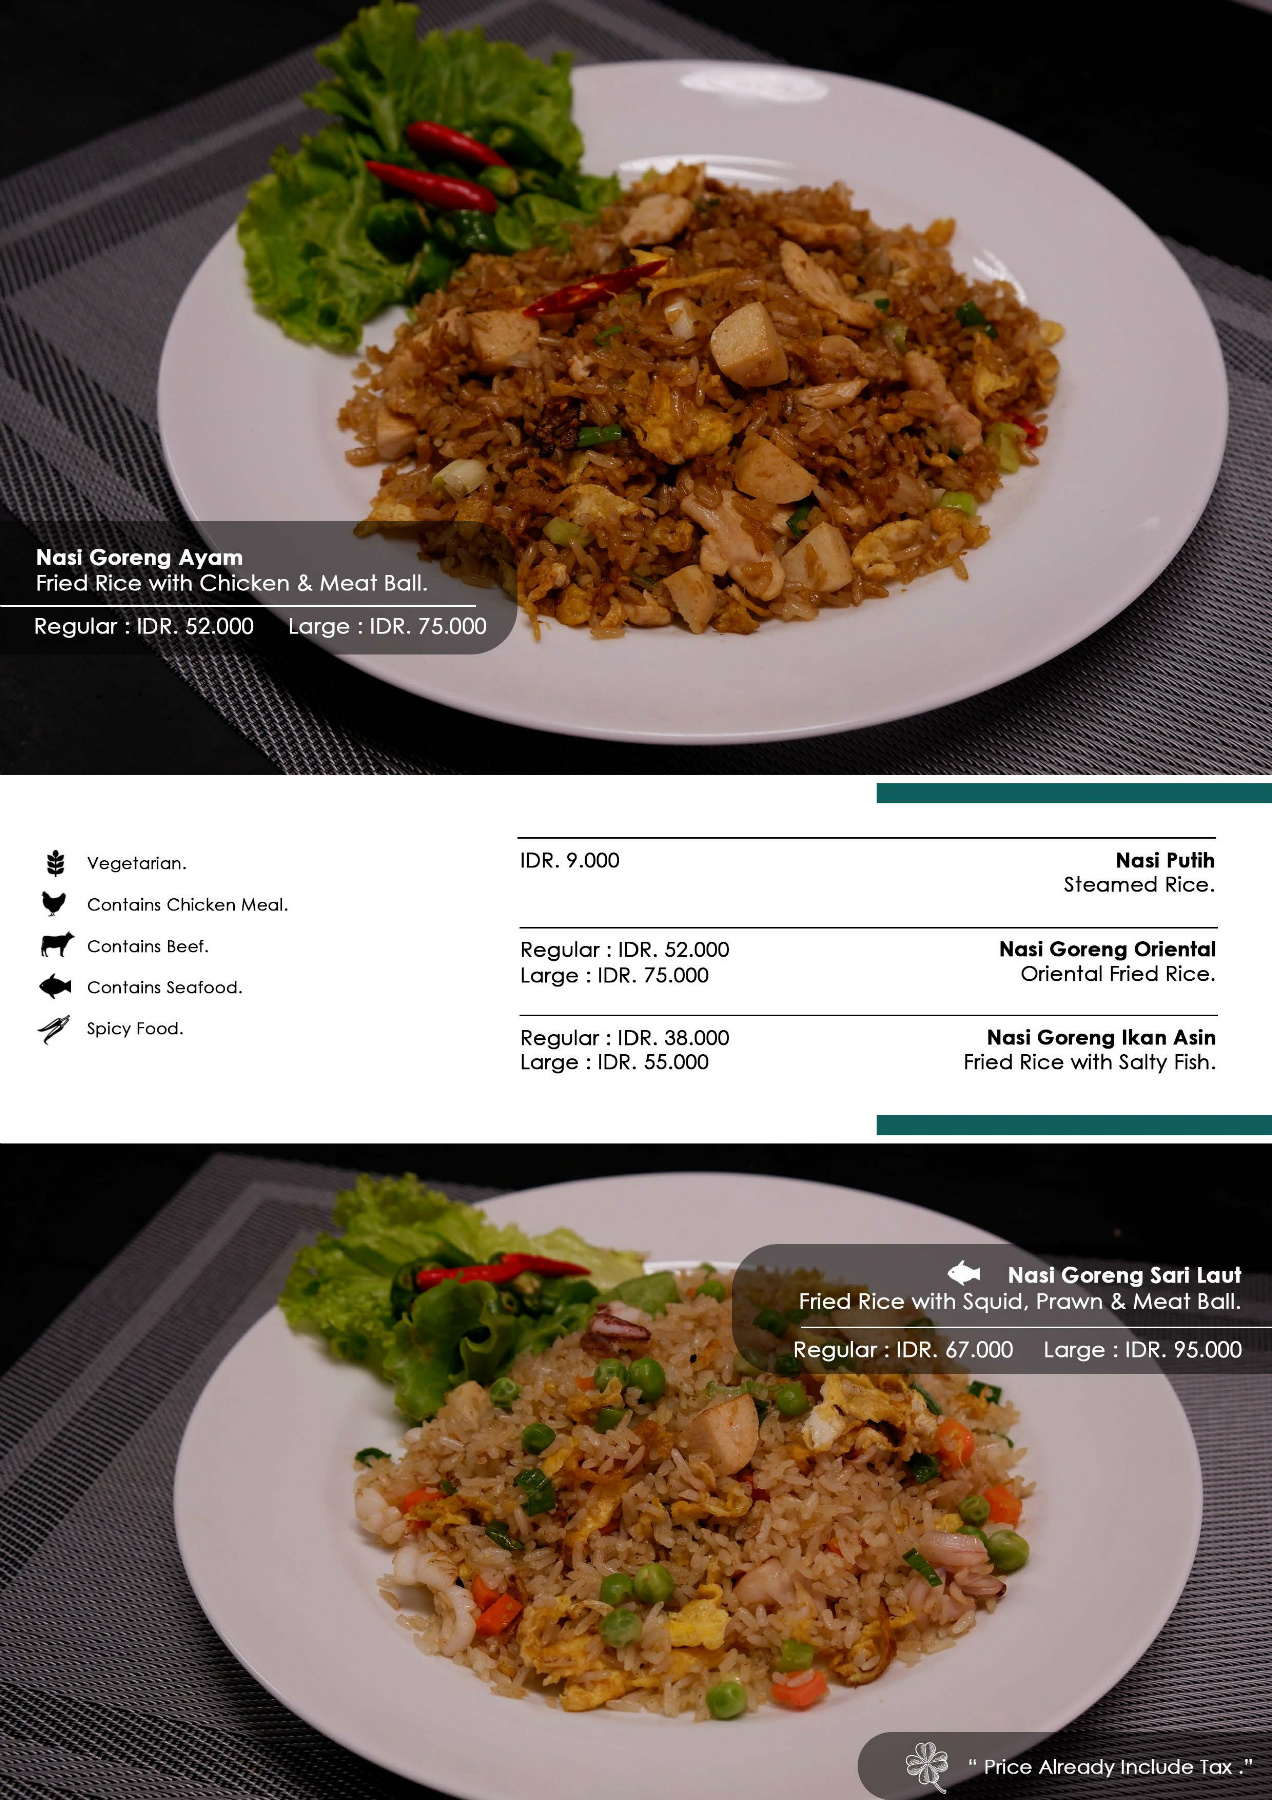 Nasi Goreng Ayam
Fried Rice with Chicken & Meat Ball.
Regular : IDR. 52.000 Large : IDR. 75.000
Vegetarian.
Contains Chicken Meal.
Contains Beef.
Contains Seafood.
Spicy Food.
IDR. 9.000 Nasi Putih
Steamed Rice.
Regular : IDR. 52.000 Nasi Goreng Oriental
Large : IDR. 75.000 Oriental Fried Rice.
Regular : IDR. 38.000 Nasi Goreng Ikan Asin
Large : IDR. 55.000 Fried Rice with Salty Fish.
Nasi Goreng Sari Laut
Fried Rice with Squid, Prawn & Meat Ball.
Regular : IDR. 67.000 Large : IDR. 95.000
“ Price Already Include Tax .”